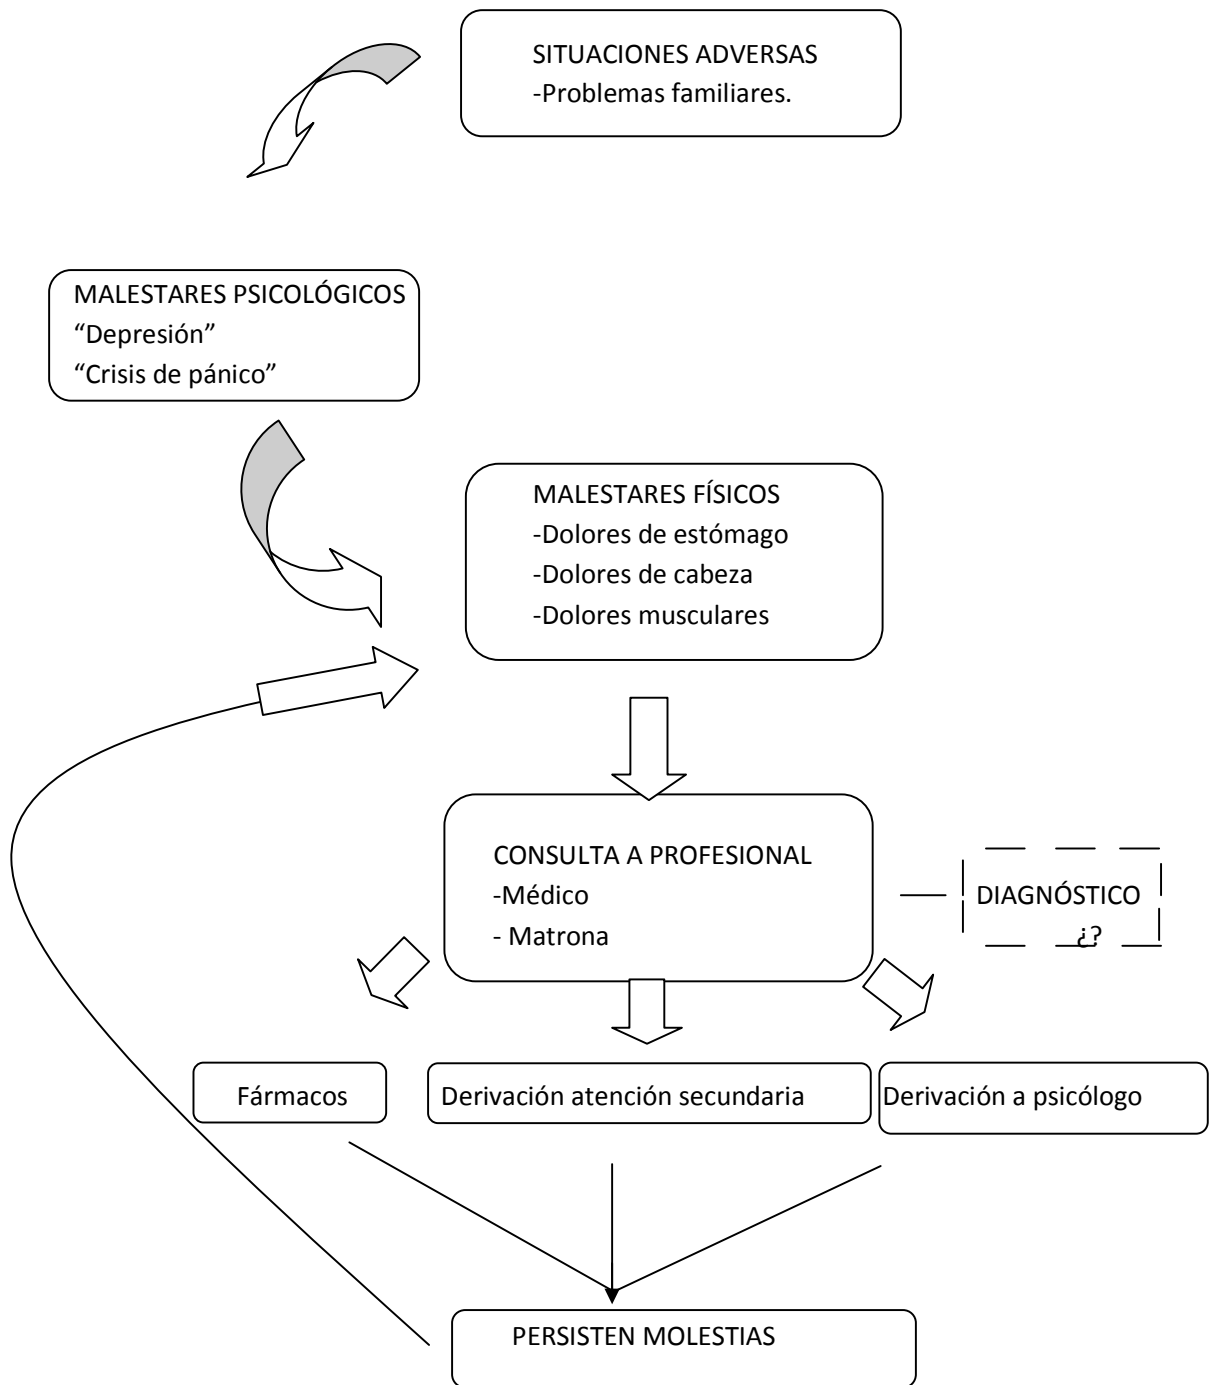 SITUACIONES ADVERSAS
-Problemas familiares.
MALESTARES PSICOLÓGICOS
“Depresión”
“Crisis de pánico”
MALESTARES FÍSICOS
-Dolores de estómago
-Dolores de cabeza
-Dolores musculares
CONSULTA A PROFESIONAL
-Médico
- Matrona
DIAGNÓSTICO
¿?
Fármacos
Derivación atención secundaria
Derivación a psicólogo
PERSISTEN MOLESTIAS